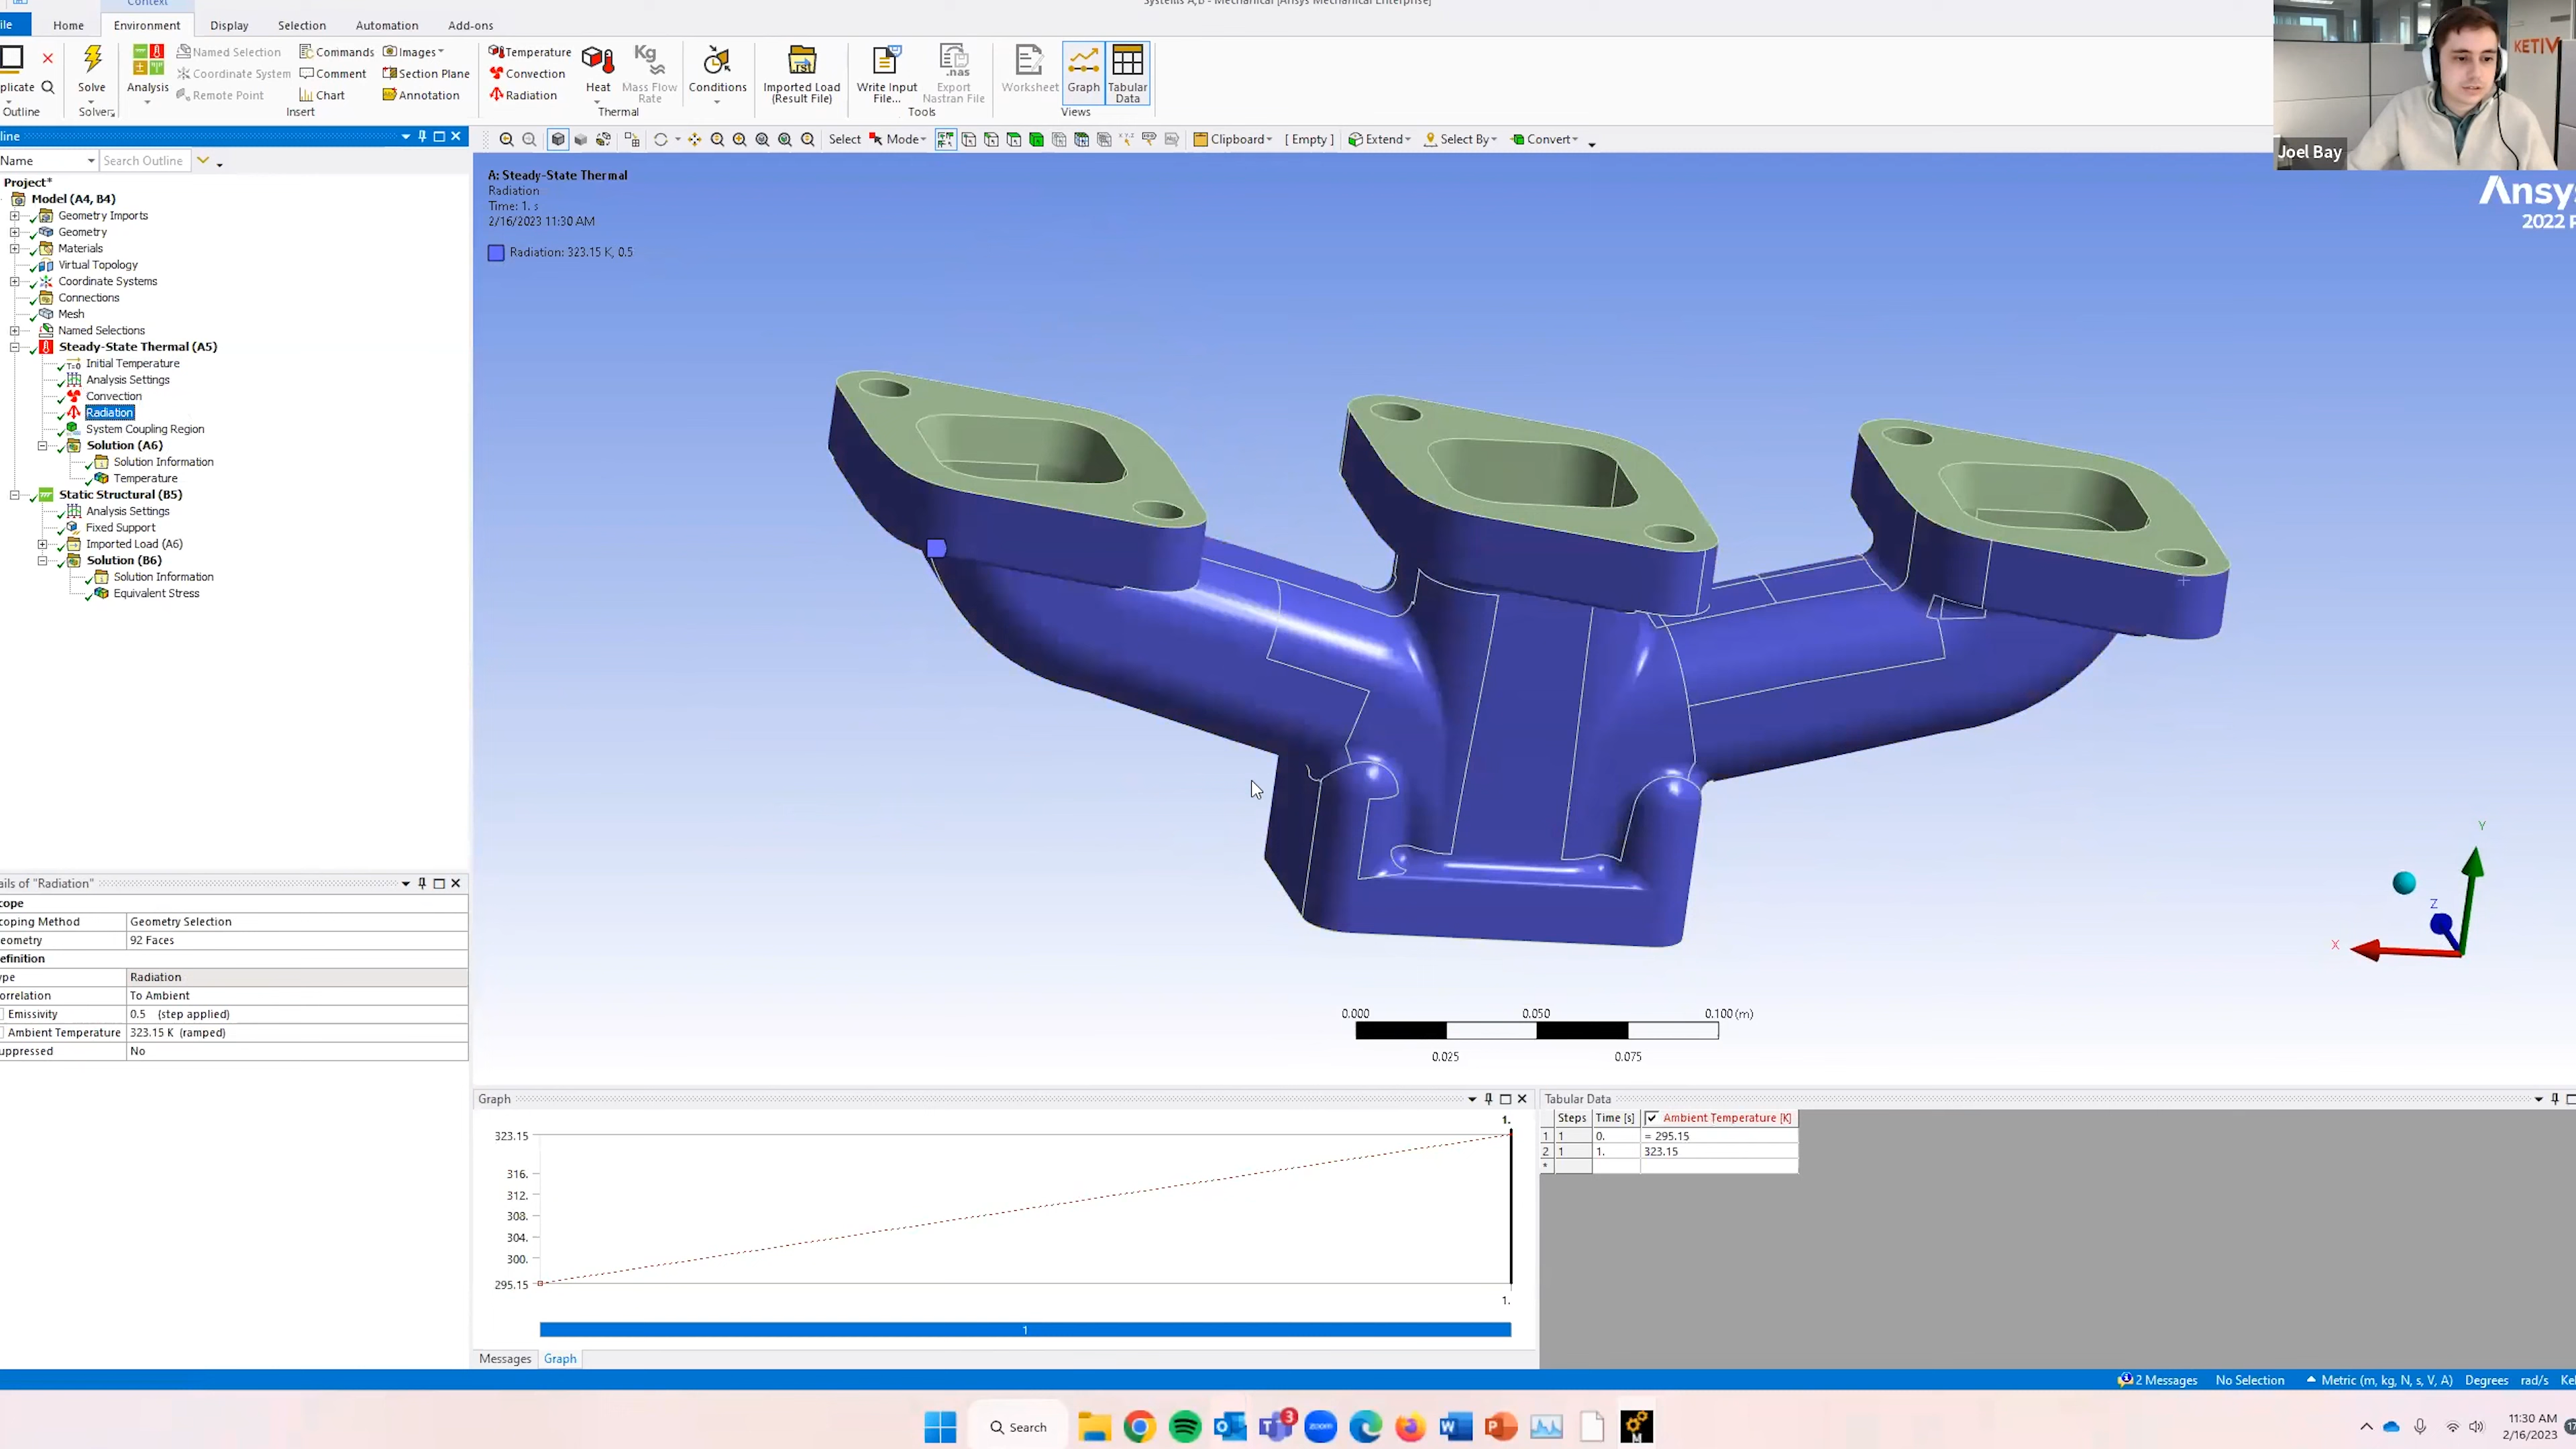 Context
Systems A,B - Mechanical [Ansys Mechanical Enterprise]
ile Home Environment Display Selection Automation Add-ons
plicate
Outline
Solve
Solver
Analysis
Named Selection
Coordinate System
Remote Point
Commands
Comment
Chart
Images
Section Plane
Annotation
Insert
Temperature
Convection
Radiation
Heat
Mass Flow
Rate
Thermal
Conditions
Imported Load
(Result File)
Write Input
File...
Export
Nastran File
Tools
Worksheet
Graph
Tabular
Data
Views
KETIV
Joel Bay
line
Select Mode Clipboard [ Empty ] Extend Select By Convert
Name Search Outline
Project*
Model (A4, B4)
Geometry Imports
Geometry
Materials
Virtual Topology
Coordinate Systems
Connections
Mesh
Named Selections
Steady-State Thermal (A5)
Initial Temperature
Analysis Settings
Convection
Radiation
System Coupling Region
Solution (A6)
Solution Information
Temperature
Static Structural (B5)
Analysis Settings
Fixed Support
Imported Load (A6)
Solution (B6)
Solution Information
Equivalent Stress
A: Steady-State Thermal
Radiation
Time: 1. s
2/16/2023 11:30 AM
Radiation: 323.15 K, 0.5
Ansys
2022
ails of "Radiation"
cope
coping Method Geometry Selection
eometry 92 Faces
efinition
ype Radiation
orrelation To Ambient
Emissivity 0.5 (step applied)
Ambient Temperature 323.15 K (ramped)
uppressed No
Y
Z
X
0.000 0.050 0.100 (m)
0.025 0.075
Graph
1.
323.15
316.
312.
308.
304.
300.
295.15
1.
1
Messages Graph
Tabular Data
Steps Time [s] Ambient Temperature [K]
1 1 0. = 295.15
2 1 1. 323.15
*
2 Messages No Selection Metric (m, kg, N, s, V, A) Degrees rad/s Kel
Search
3
zoom
M
11:30 AM
2/16/2023